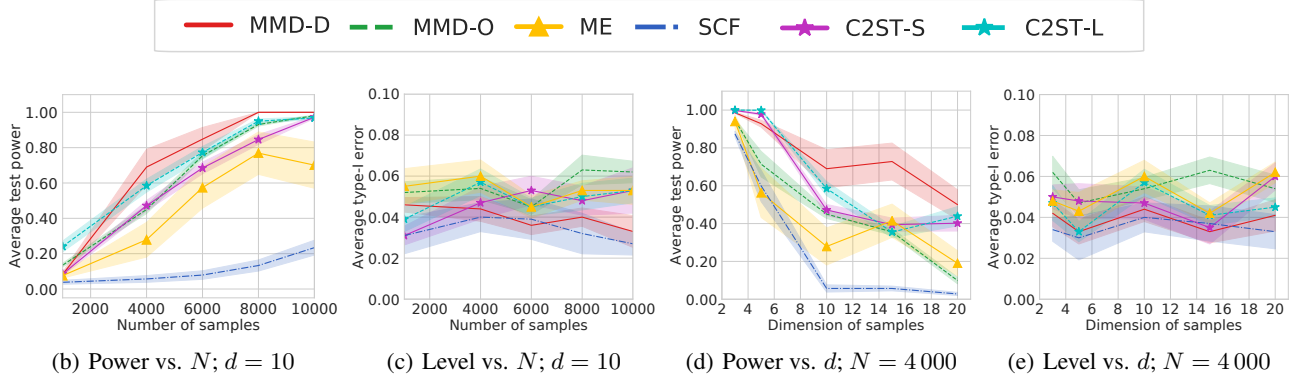 MMD-D MMD-O ME SCF C2ST-S C2ST-L
Average test power
1.00
0.80
0.60
0.40
0.20
0.00
2000 4000 6000 8000 10000
Number of samples
(b) Power vs. N; d = 10
Average type-I error
0.10
0.08
0.06
0.04
0.02
0.00
2000 4000 6000 8000 10000
Number of samples
(c) Level vs. N; d = 10
Average test power
1.00
0.80
0.60
0.40
0.20
0.00
2 4 6 8 10 12 14 16 18 20
Dimension of samples
(d) Power vs. d; N = 4 000
Average type-I error
0.10
0.08
0.06
0.04
0.02
0.00
2 4 6 8 10 12 14 16 18 20
Dimension of samples
(e) Level vs. d; N = 4 000